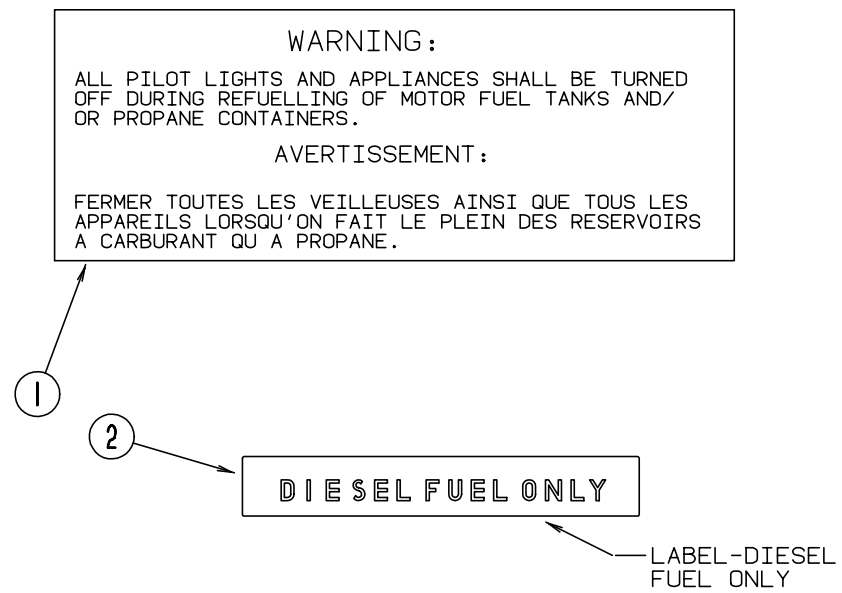 WARNING:
ALL PILOT LIGHTS AND APPLIANCES SHALL BE TURNED
OFF DURING REFUELLING OF MOTOR FUEL TANKS AND/
OR PROPANE CONTAINERS.
AVERTISSEMENT:
FERMER TOUTES LES VEILLEUSES AINSI QUE TOUS LES
APPAREILS LORSQU'ON FAIT LE PLEIN DES RESERVOIRS
A CARBURANT QU A PROPANE.
1
2
DIESEL FUEL ONLY
LABEL-DIESEL
FUEL ONLY